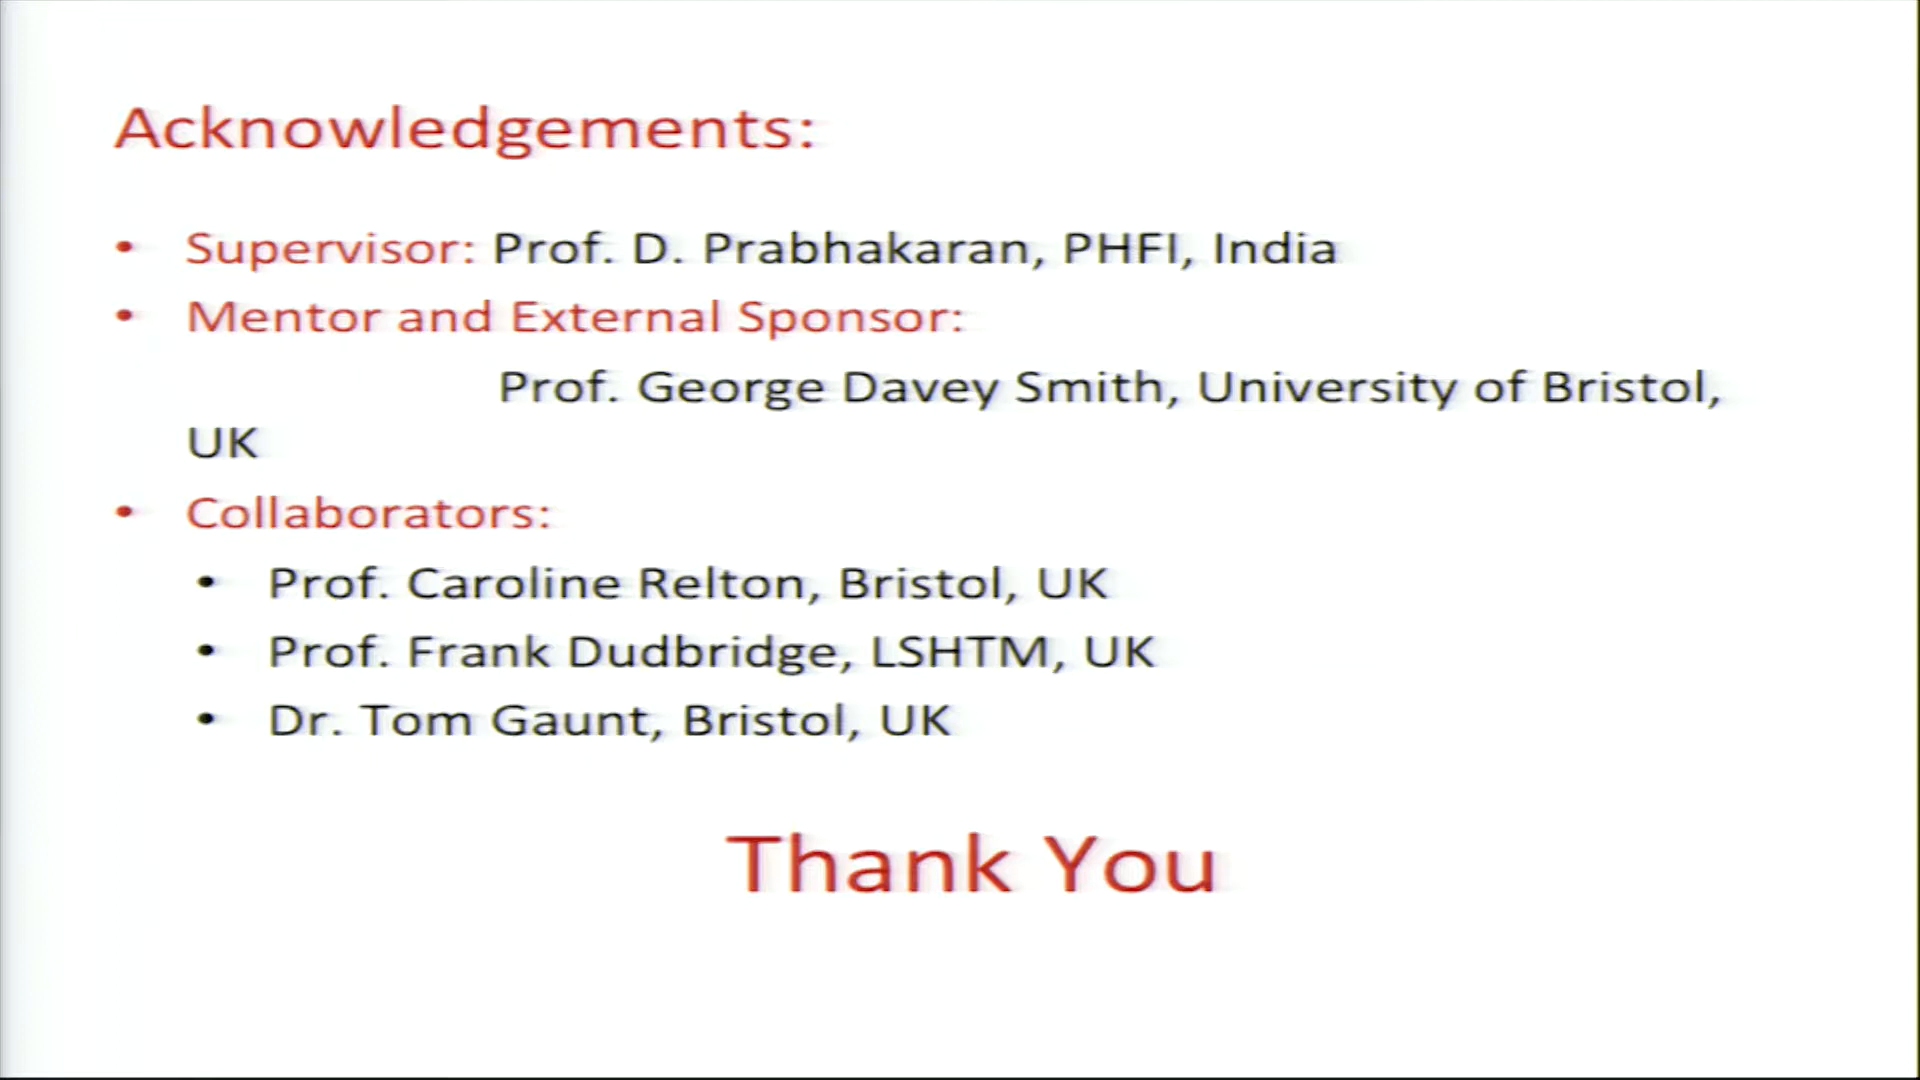 Acknowledgements:
• Supervisor: Prof. D. Prabhakaran, PHFI, India
• Mentor and External Sponsor:
Prof. George Davey Smith, University of Bristol,
UK
• Collaborators:
• Prof. Caroline Relton, Bristol, UK
• Prof. Frank Dudbridge, LSHTM, UK
• Dr. Tom Gaunt, Bristol, UK
Thank You